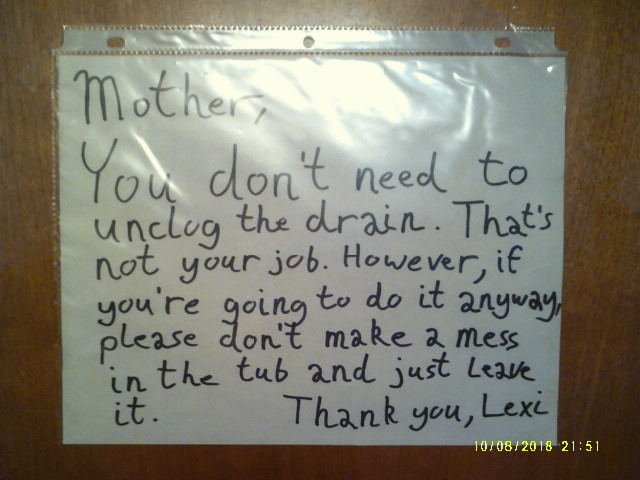 Mother,
You don't need to
unclog the drain. That's
not your job. However, if
you're going to do it anyway,
please don't make a mess
in the tub and just leave
it. Thank you, Lexi
10/08/2018 21:51